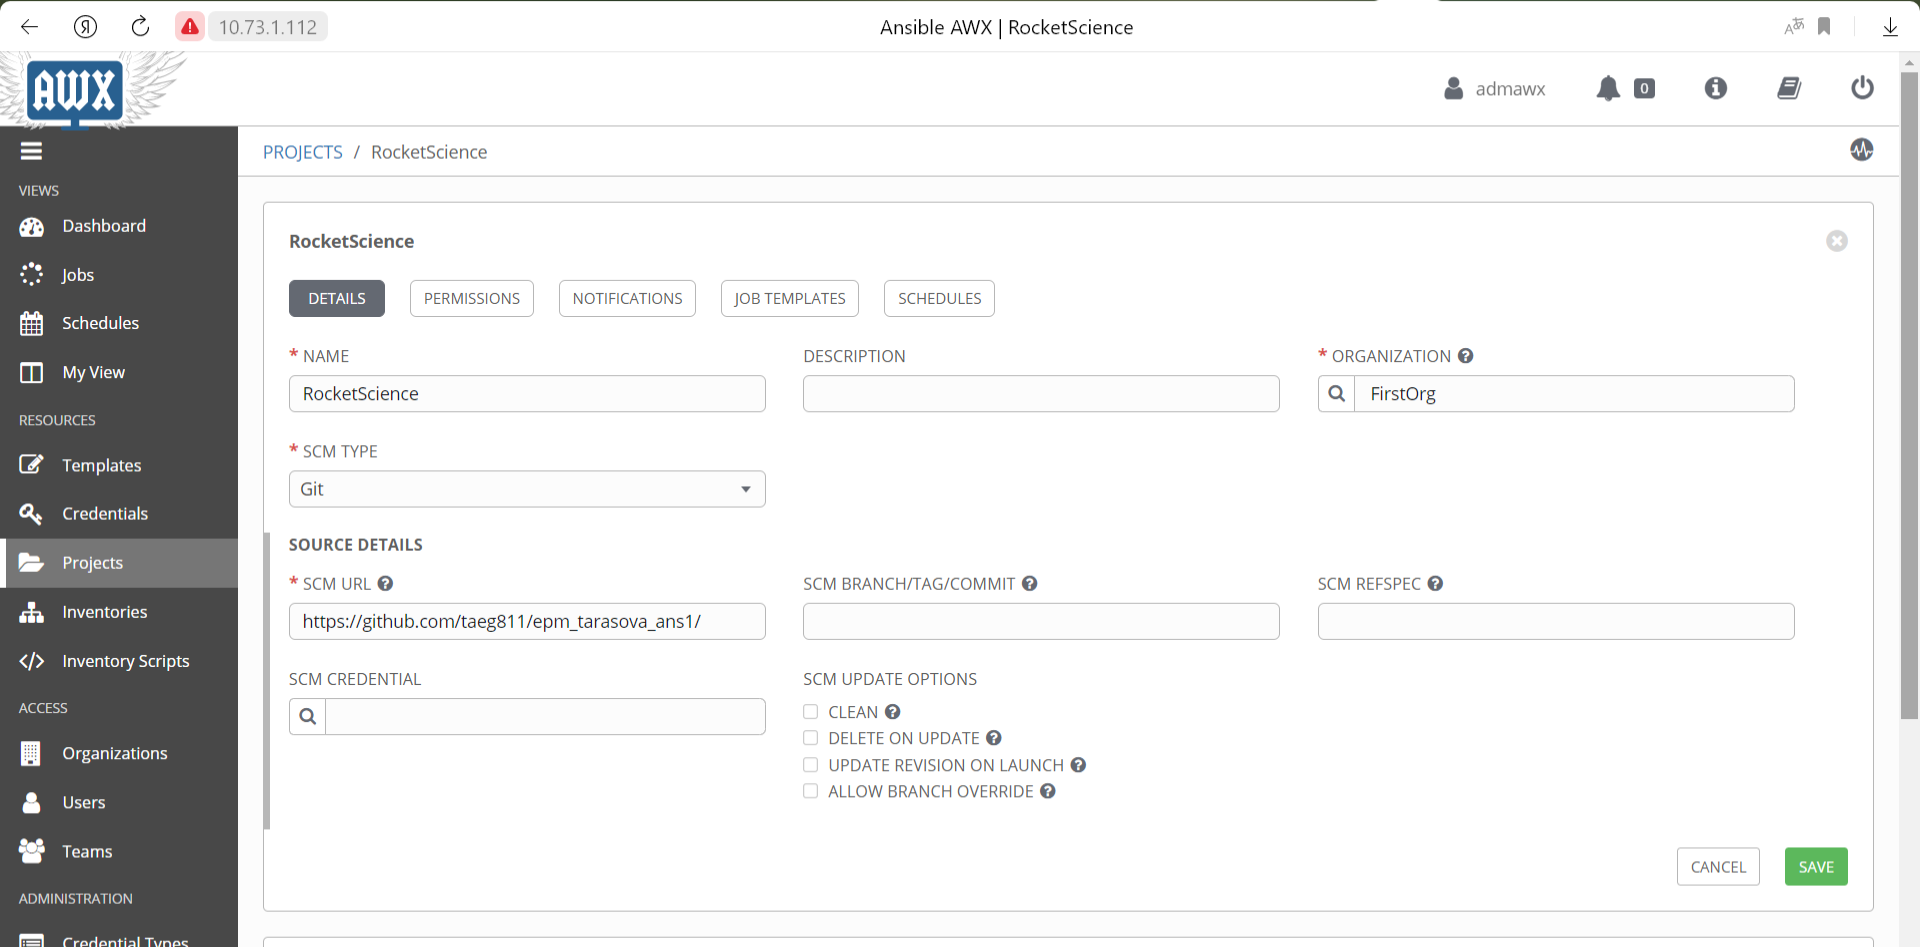 Я
10.73.1.112
Ansible AWX | RocketScience
AWX
admawx
0
PROJECTS / RocketScience
VIEWS
Dashboard
Jobs
Schedules
My View
RESOURCES
Templates
Credentials
Projects
Inventories
Inventory Scripts
ACCESS
Organizations
Users
Teams
ADMINISTRATION
Credential Types
RocketScience
DETAILS PERMISSIONS NOTIFICATIONS JOB TEMPLATES SCHEDULES
* NAME
RocketScience
DESCRIPTION
* ORGANIZATION
FirstOrg
* SCM TYPE
Git
SOURCE DETAILS
* SCM URL
https://github.com/taeg811/epm_tarasova_ans1/
SCM BRANCH/TAG/COMMIT
SCM REFSPEC
SCM CREDENTIAL
SCM UPDATE OPTIONS
CLEAN
DELETE ON UPDATE
UPDATE REVISION ON LAUNCH
ALLOW BRANCH OVERRIDE
CANCEL SAVE